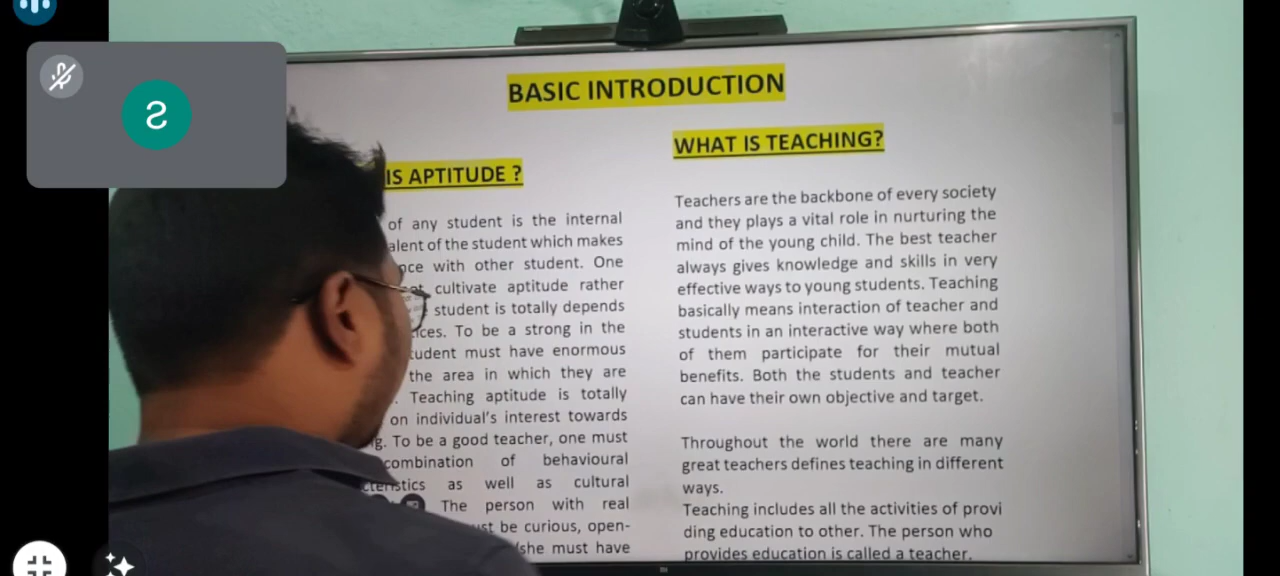 BASIC INTRODUCTION
IS APTITUDE ?
of any student is the internal
of the student which makes
with other student. One
cultivate aptitude rather
student is totally depends
To be a strong in the
must have enormous
the area in which they are
. Teaching aptitude is totally
on individual's interest towards
To be a good teacher, one must
combination of behavioural
as well as cultural
The person with real
be curious, open-
/she must have
WHAT IS TEACHING?
Teachers are the backbone of every society
and they plays a vital role in nurturing the
mind of the young child. The best teacher
always gives knowledge and skills in very
effective ways to young students. Teaching
basically means interaction of teacher and
students in an interactive way where both
of them participate for their mutual
benefits. Both the students and teacher
can have their own objective and target.
Throughout the world there are many
great teachers defines teaching in different
ways.
Teaching includes all the activities of provi
ding education to other. The person who
provides education is called a teacher.